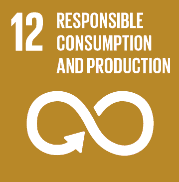 12 RESPONSIBLE
CONSUMPTION
AND PRODUCTION